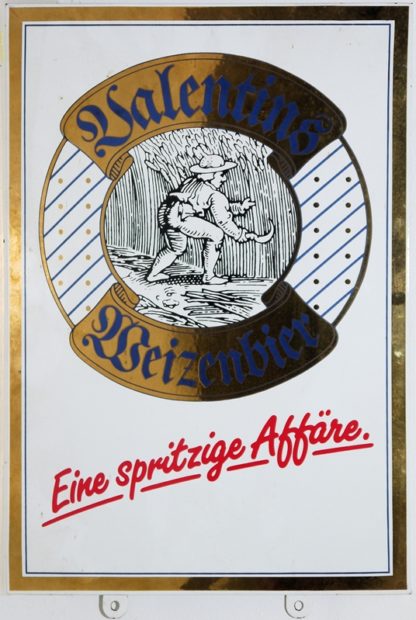 Valentins
Weizenbier
Eine spritzige Affäre.